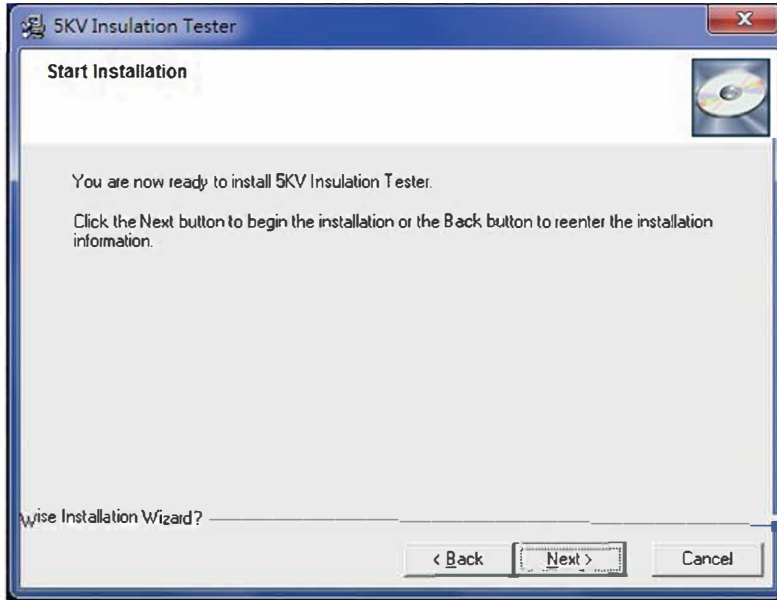 5KV Insulation Tester
Start Installation
You are now ready to install 5KV Insulation Tester.
Click the Next button to begin the installation or the Back button to reenter the installation
information.
Wise Installation Wizard?
< Back Next > Cancel